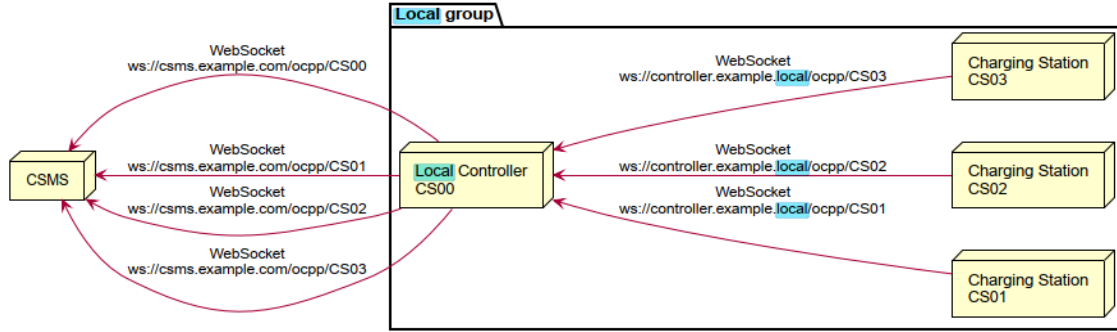 Local group
WebSocket
ws://csms.example.com/ocpp/CS00
WebSocket
ws://controller.example.local/ocpp/CS03
Charging Station
CS03
CSMS
WebSocket
ws://csms.example.com/ocpp/CS01
WebSocket
ws://csms.example.com/ocpp/CS02
WebSocket
ws://csms.example.com/ocpp/CS03
Local Controller
CS00
WebSocket
ws://controller.example.local/ocpp/CS02
WebSocket
ws://controller.example.local/ocpp/CS01
Charging Station
CS02
Charging Station
CS01